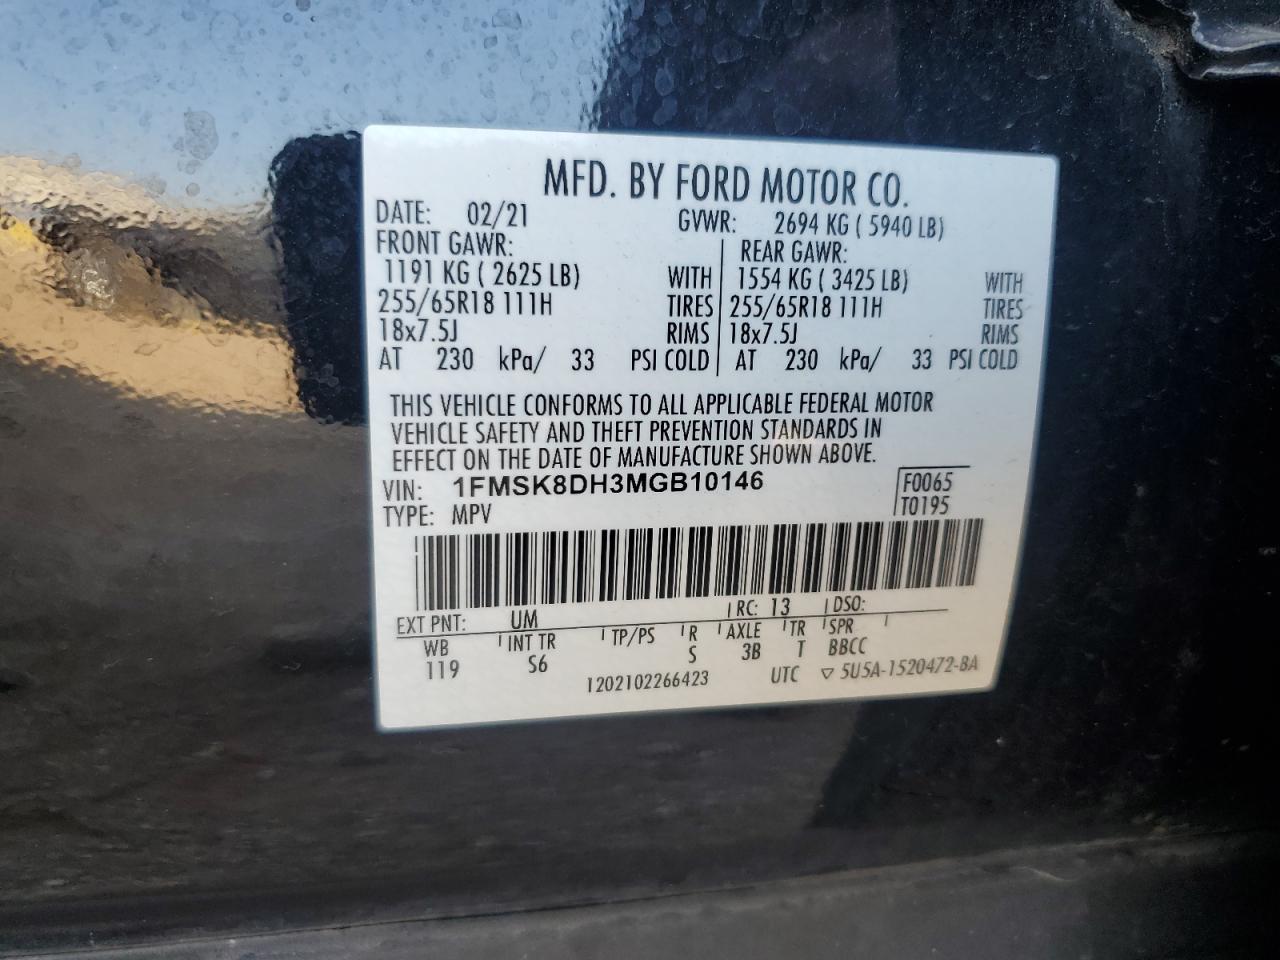 MFD. BY FORD MOTOR CO.
DATE: 02/21 GVWR: 2694 KG ( 5940 LB)
FRONT GAWR: REAR GAWR:
1191 KG ( 2625 LB) WITH 1554 KG ( 3425 LB) WITH
255/65R18 111H TIRES 255/65R18 111H TIRES
18x7.5J RIMS 18x7.5J RIMS
AT 230 kPa/ 33 PSI COLD AT 230 kPa/ 33 PSI COLD
THIS VEHICLE CONFORMS TO ALL APPLICABLE FEDERAL MOTOR
VEHICLE SAFETY AND THEFT PREVENTION STANDARDS IN
EFFECT ON THE DATE OF MANUFACTURE SHOWN ABOVE.
VIN: 1FMSK8DH3MGB10146 F0065
TYPE: MPV T0195
EXT PNT: UM RC: 13 DSO:
WB INT TR TP/PS R AXLE TR SPR
119 S6 S 3B T BBCC
1202102266423 UTC ▽ 5U5A-1520472-BA